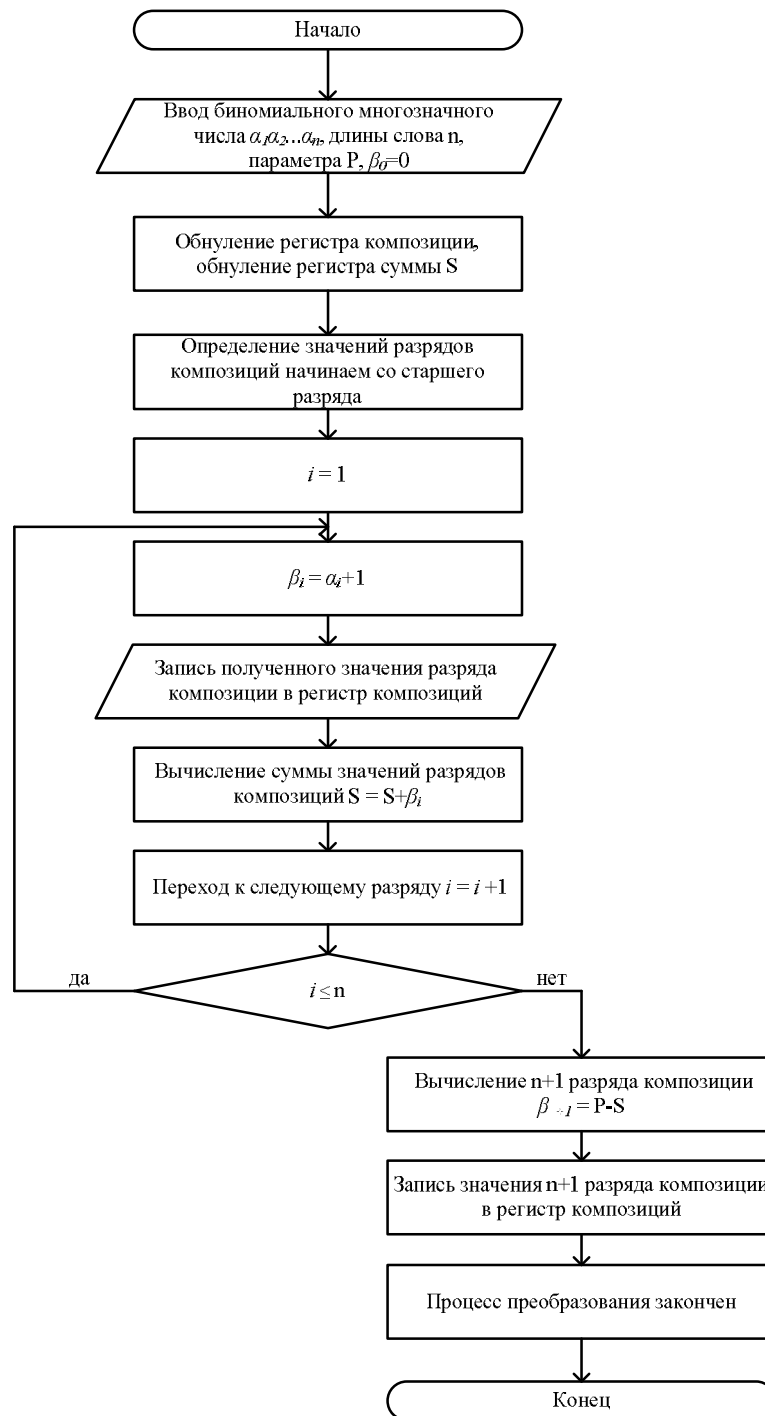 Начало
Ввод биномиального многозначного
числа α₁α₂...αₙ, длины слова n,
параметра P, β₀=0
Обнуление регистра композиции,
обнуление регистра суммы S
Определение значений разрядов
композиций начинаем со старшего
разряда
i = 1
βᵢ = αᵢ+1
Запись полученного значения разряда
композиции в регистр композиций
Вычисление суммы значений разрядов
композиций S = S+βᵢ
Переход к следующему разряду i = i +1
да
i ≤ n
нет
Вычисление n+1 разряда композиции
β ₊₁ = P-S
Запись значения n+1 разряда композиции
в регистр композиций
Процесс преобразования закончен
Конец